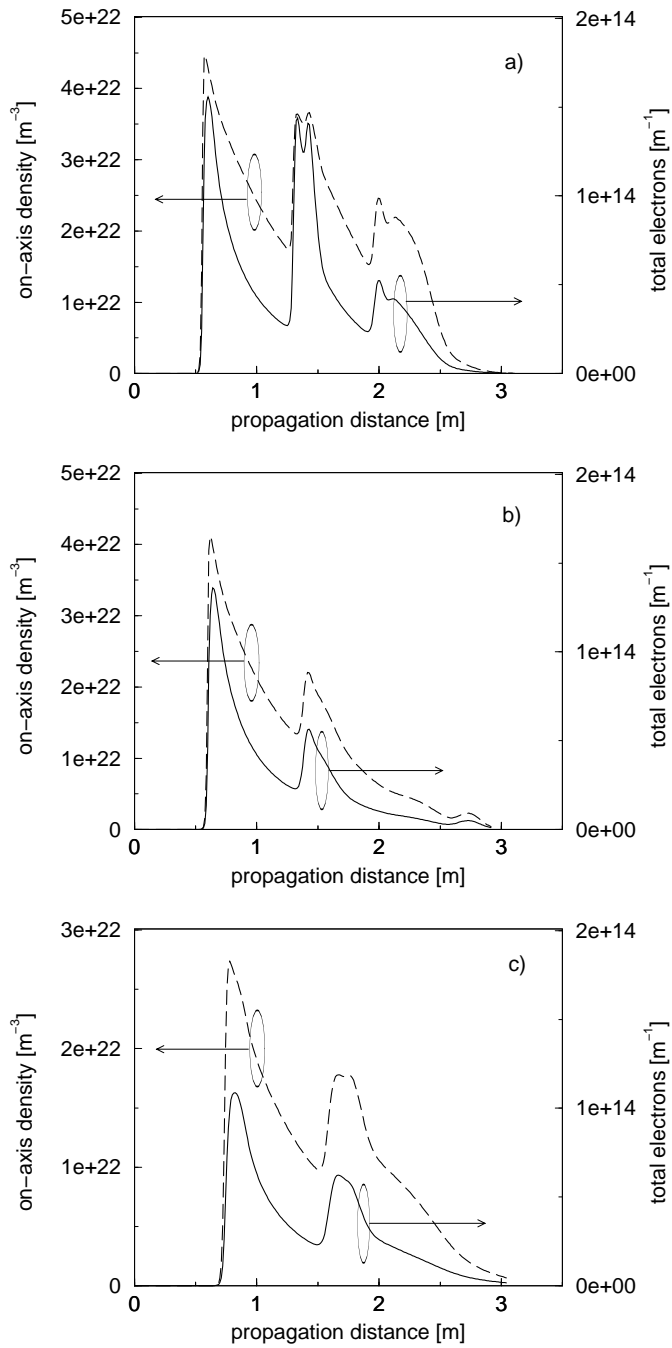 5e+22
4e+22
3e+22
2e+22
1e+22
0
on−axis density [m⁻³]
a)
2e+14
1e+14
0e+00
total electrons [m⁻¹]
0 1 2 3
propagation distance [m]
5e+22
4e+22
3e+22
2e+22
1e+22
0
on−axis density [m⁻³]
b)
2e+14
1e+14
0e+00
total electrons [m⁻¹]
0 1 2 3
propagation distance [m]
3e+22
2e+22
1e+22
0
on−axis density [m⁻³]
c)
2e+14
1e+14
0e+00
total electrons [m⁻¹]
0 1 2 3
propagation distance [m]